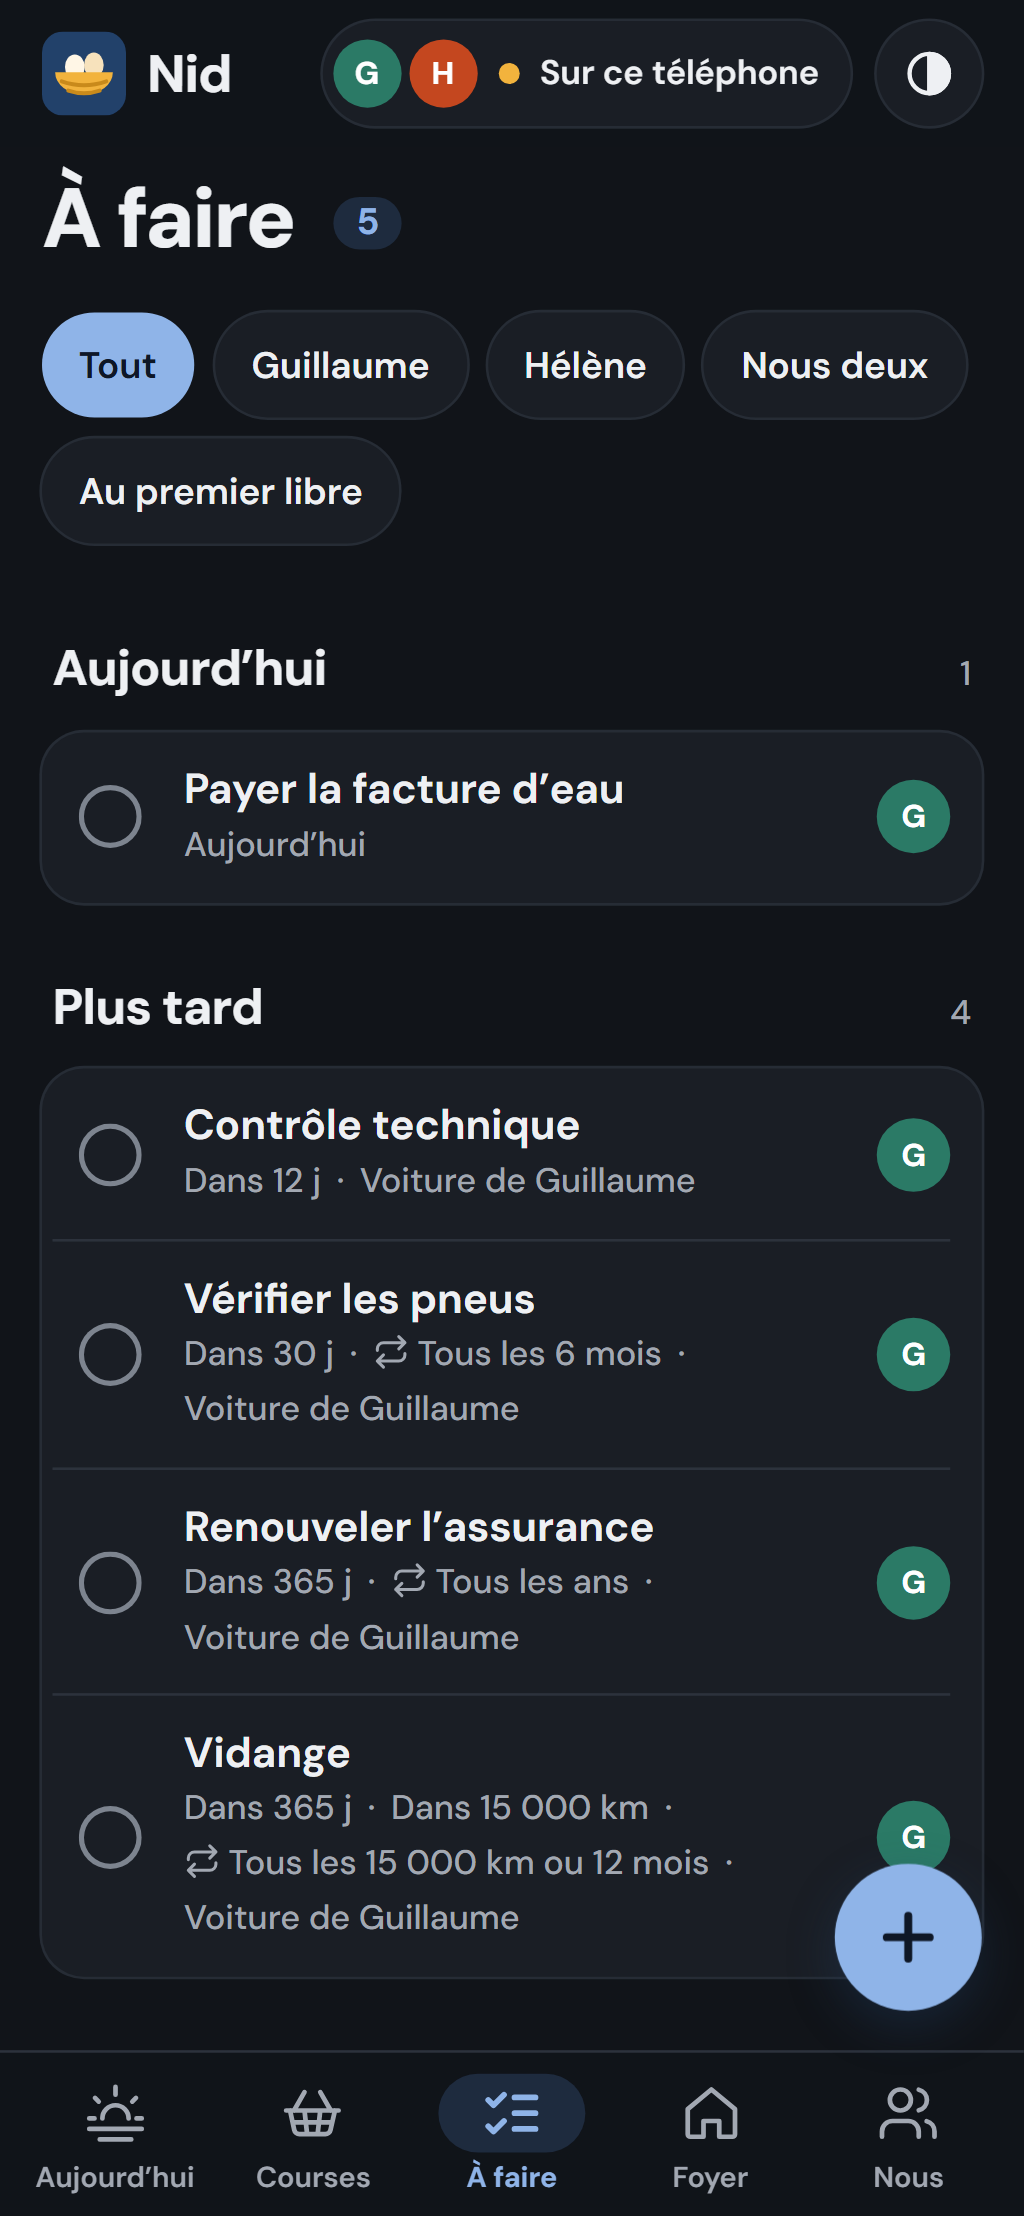 Nid
G H Sur ce téléphone
À faire 5
Tout Guillaume Hélène Nous deux
Au premier libre
Aujourd’hui 1
Payer la facture d’eau
Aujourd’hui
G
Plus tard 4
Contrôle technique
Dans 12 j · Voiture de Guillaume
G
Vérifier les pneus
Dans 30 j · Tous les 6 mois ·
Voiture de Guillaume
G
Renouveler l’assurance
Dans 365 j · Tous les ans ·
Voiture de Guillaume
G
Vidange
Dans 365 j · Dans 15 000 km ·
Tous les 15 000 km ou 12 mois ·
Voiture de Guillaume
G
Aujourd’hui Courses À faire Foyer Nous